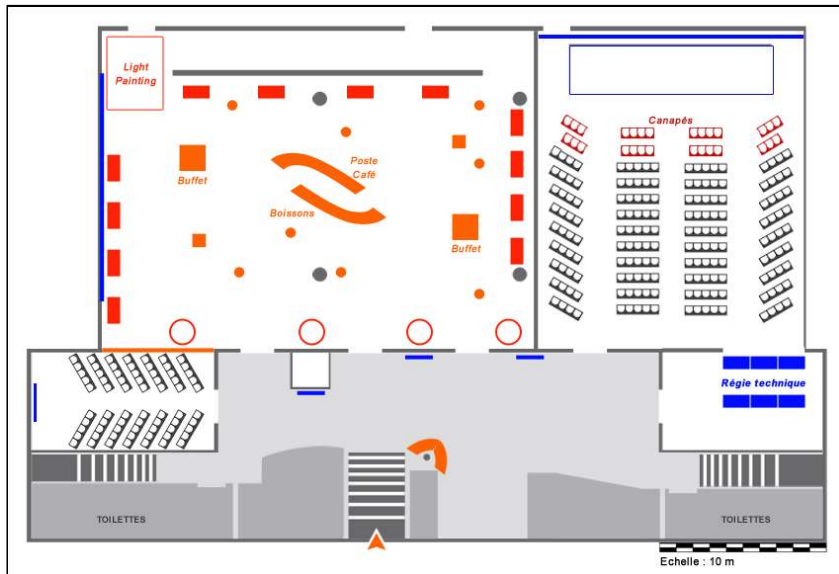 Light
Painting
Canapés
Poste
Café
Buffet
Boissons
Buffet
Régie technique
TOILETTES
TOILETTES
Echelle : 10 m